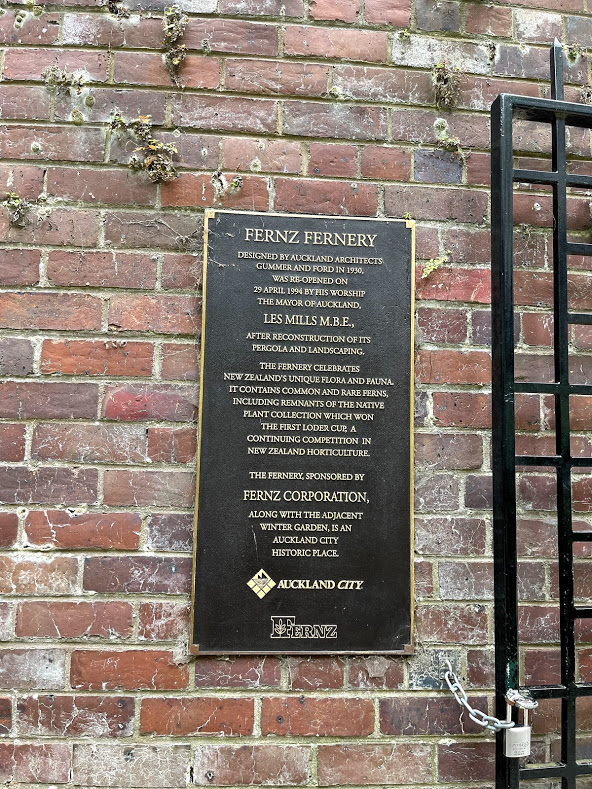 FERNZ FERNERY
DESIGNED BY AUCKLAND ARCHITECTS
GUMMER AND FORD IN 1930,
WAS RE-OPENED ON
29 APRIL 1994 BY HIS WORSHIP
THE MAYOR OF AUCKLAND,
LES MILLS M.B.E.,
AFTER RECONSTRUCTION OF ITS
PERGOLA AND LANDSCAPING.
THE FERNERY CELEBRATES
NEW ZEALAND'S UNIQUE FLORA AND FAUNA.
IT CONTAINS COMMON AND RARE FERNS,
INCLUDING REMNANTS OF THE NATIVE
PLANT COLLECTION WHICH WON
THE FIRST LODER CUP, A
CONTINUING COMPETITION IN
NEW ZEALAND HORTICULTURE.
THE FERNERY, SPONSORED BY
FERNZ CORPORATION,
ALONG WITH THE ADJACENT
WINTER GARDEN, IS AN
AUCKLAND CITY
HISTORIC PLACE.
AUCKLAND CITY
FERNZ